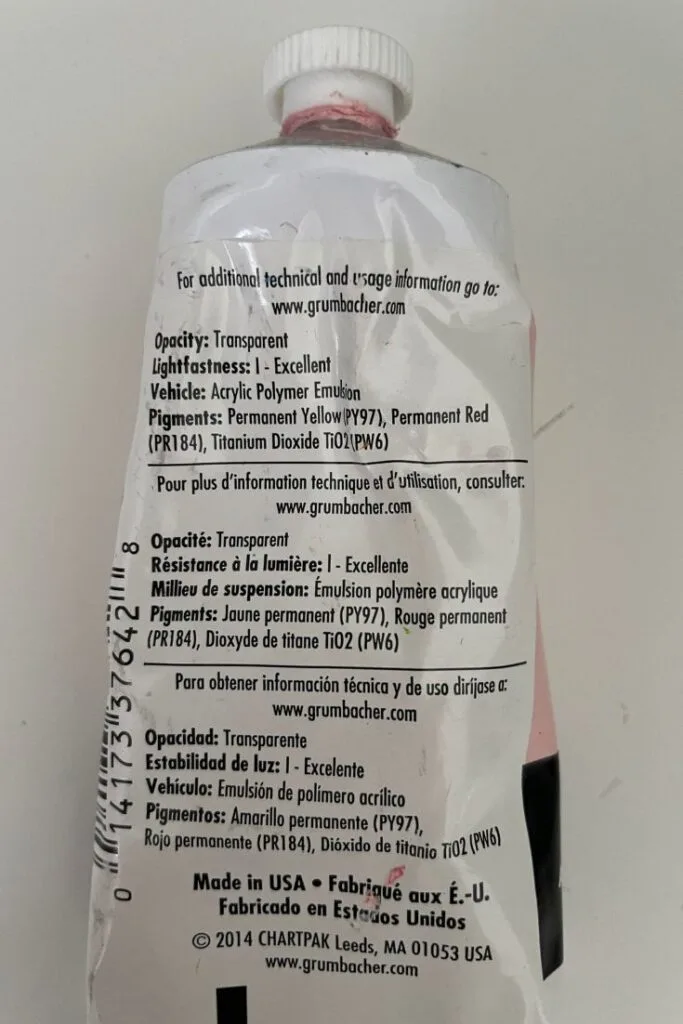 For additional technical and usage information go to:
www.grumbacher.com
Opacity: Transparent
Lightfastness: I - Excellent
Vehicle: Acrylic Polymer Emulsion
Pigments: Permanent Yellow (PY97), Permanent Red
(PR184), Titanium Dioxide TiO2 (PW6)
Pour plus d'information technique et d'utilisation, consulter:
www.grumbacher.com
Opacité: Transparent
Résistance à la lumière: I - Excellente
Millieu de suspension: Émulsion polymère acrylique
Pigments: Jaune permanent (PY97), Rouge permanent
(PR184), Dioxyde de titane TiO2 (PW6)
Para obtener información técnica y de uso diríjase a:
www.grumbacher.com
Opacidad: Transparente
Estabilidad de luz: I - Excelente
Vehículo: Emulsión de polímero acrílico
Pigmentos: Amarillo permanente (PY97),
Rojo permanente (PR184), Dióxido de titanio TiO2 (PW6)
Made in USA • Fabriqué aux É.-U.
Fabricado en Estados Unidos
© 2014 CHARTPAK Leeds, MA 01053 USA
www.grumbacher.com
0 14173 37642 8